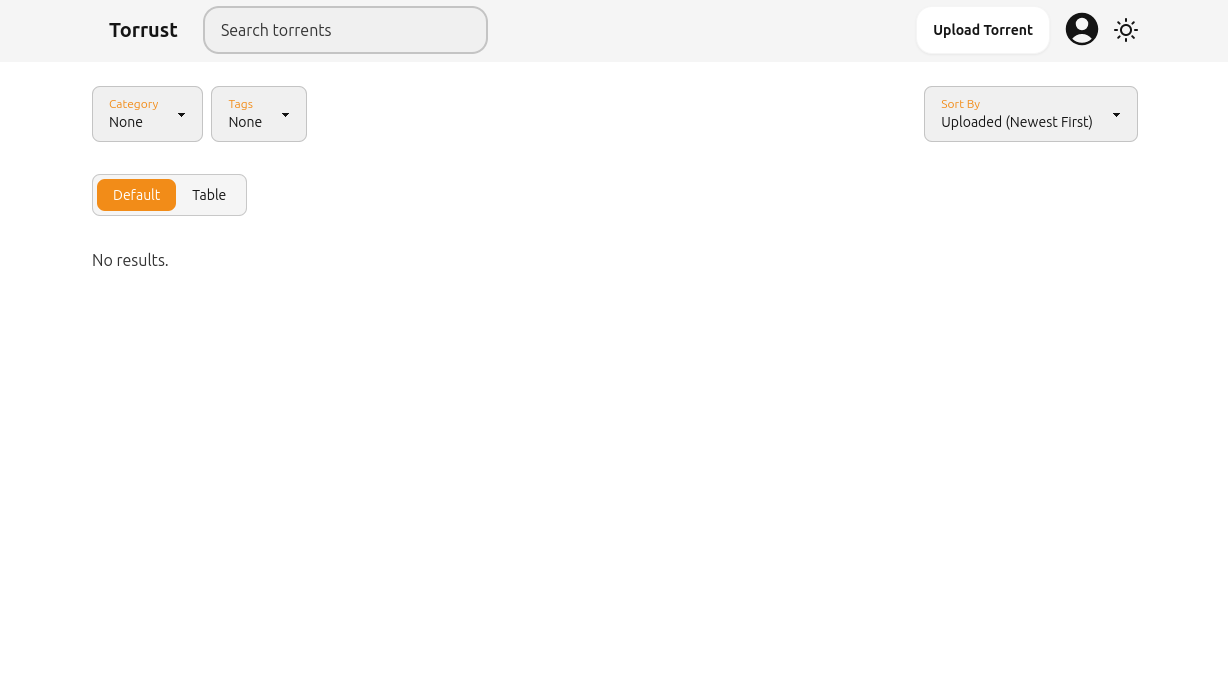 Torrust
Search torrents
Upload Torrent
Category
None
Tags
None
Sort By
Uploaded (Newest First)
Default
Table
No results.